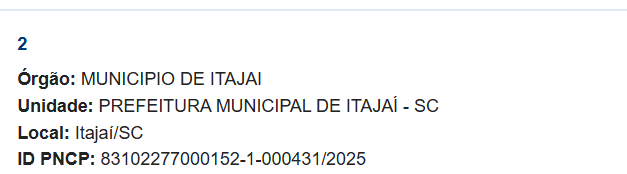 2
Órgão: MUNICIPIO DE ITAJAI
Unidade: PREFEITURA MUNICIPAL DE ITAJAÍ - SC
Local: Itajaí/SC
ID PNCP: 83102277000152-1-000431/2025